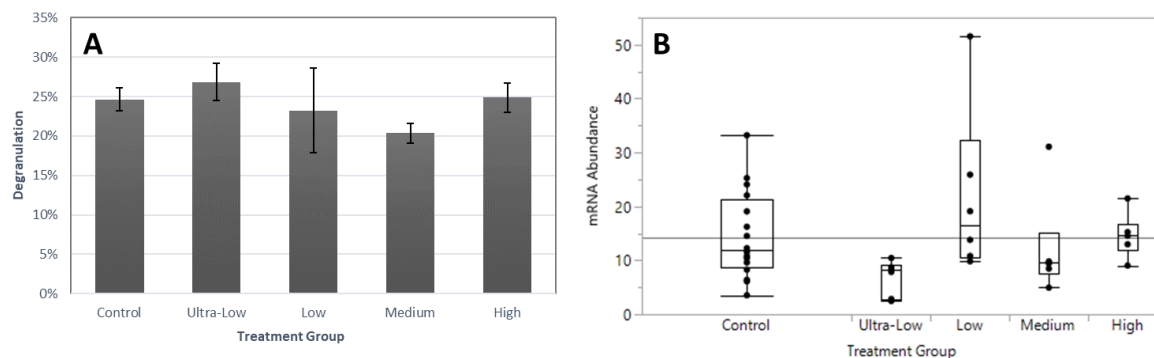 A
35%
30%
25%
20%
15%
10%
5%
0%
Degranulation
Control Ultra-Low Low Medium High
Treatment Group
B
50
40
30
20
10
0
mRNA Abundance
Control Ultra-Low Low Medium High
Treatment Group